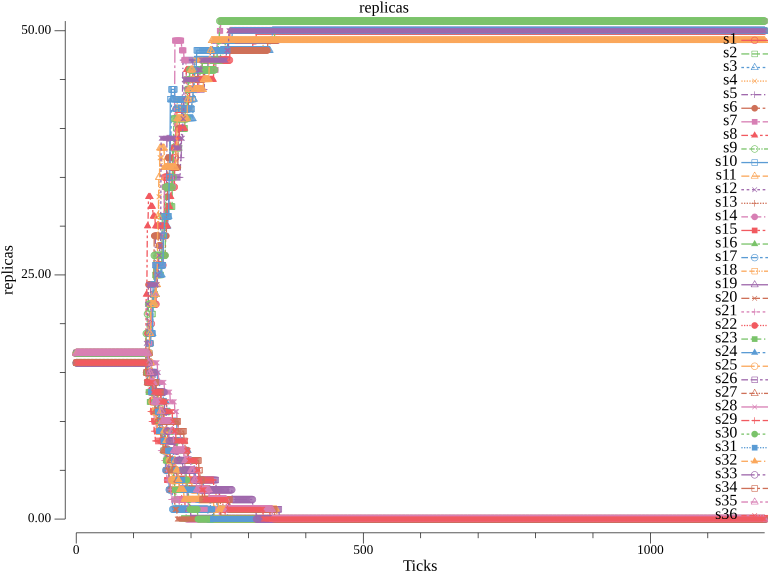 replicas
50.00
25.00
0.00
replicas
0
500
1000
Ticks
s1
s2
s3
s4
s5
s6
s7
s8
s9
s10
s11
s12
s13
s14
s15
s16
s17
s18
s19
s20
s21
s22
s23
s24
s25
s26
s27
s28
s29
s30
s31
s32
s33
s34
s35
s36